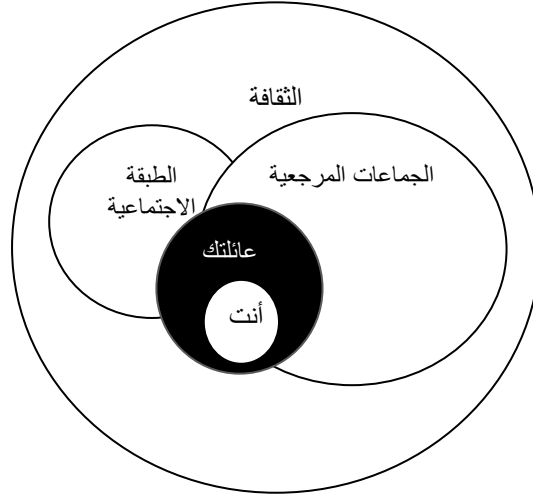 الثقافة
الجماعات المرجعية
الطبقة
الاجتماعية
عائلتك
أنت